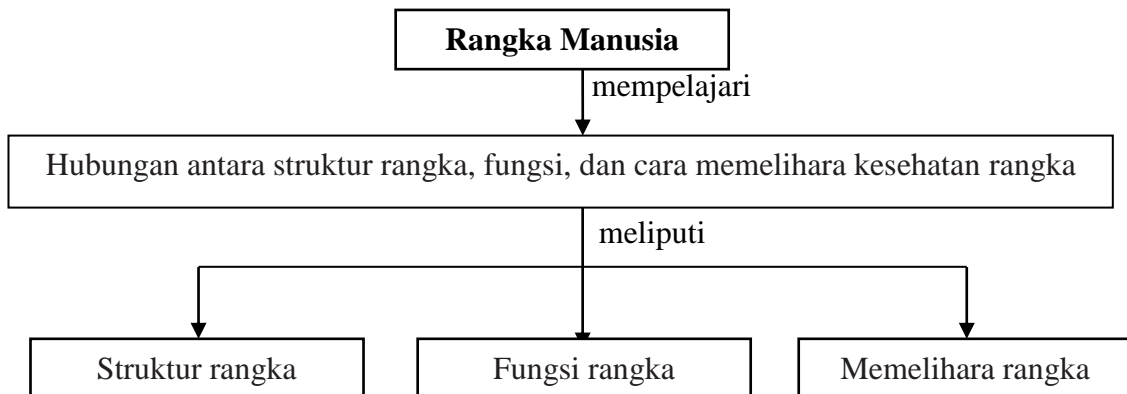 Rangka Manusia
mempelajari
Hubungan antara struktur rangka, fungsi, dan cara memelihara kesehatan rangka
meliputi
Struktur rangka
Fungsi rangka
Memelihara rangka